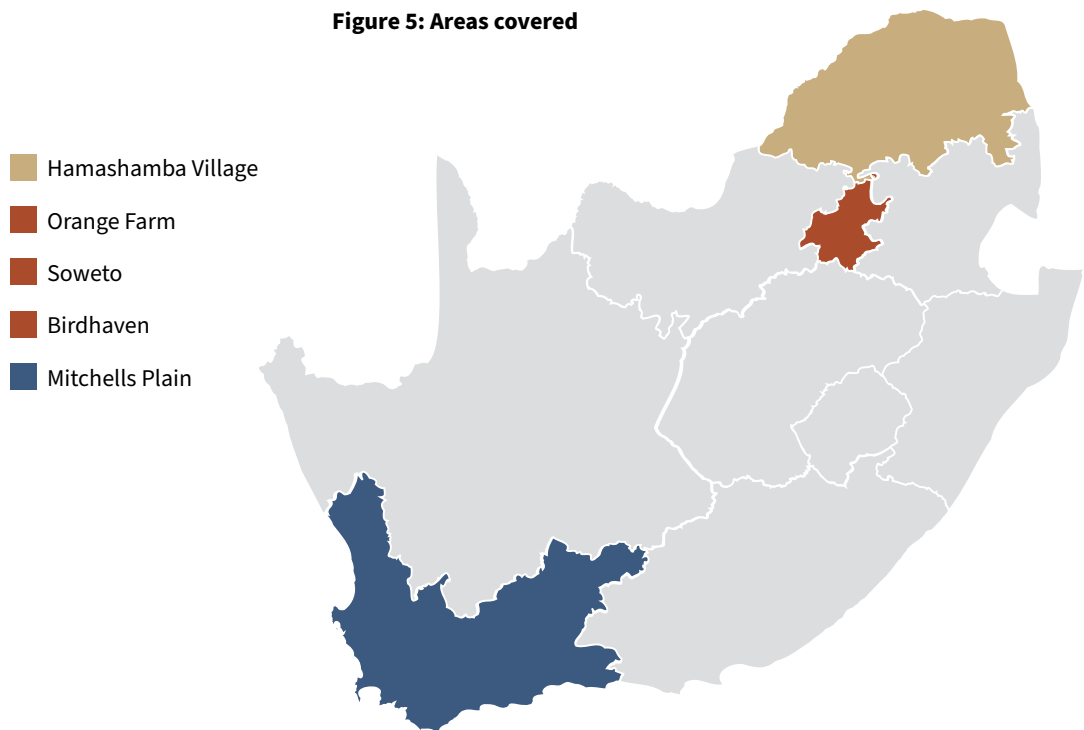 Figure 5: Areas covered
Hamashamba Village
Orange Farm
Soweto
Birdhaven
Mitchells Plain